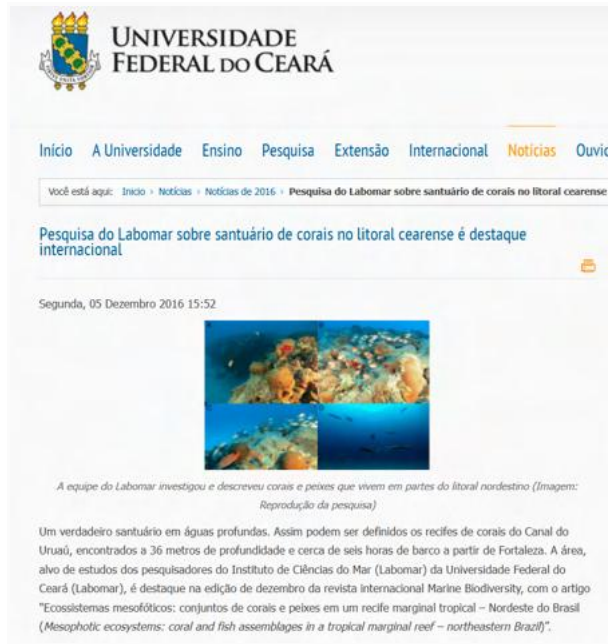 UNIVERSIDADE
FEDERAL DO CEARÁ
Início A Universidade Ensino Pesquisa Extensão Internacional Notícias Ouvic
Você está aqui: Início › Notícias › Notícias de 2016 › Pesquisa do Labomar sobre santuário de corais no litoral cearense
Pesquisa do Labomar sobre santuário de corais no litoral cearense é destaque
internacional
Segunda, 05 Dezembro 2016 15:52
A equipe do Labomar investigou e descreveu corais e peixes que vivem em partes do litoral nordestino (Imagem:
Reprodução da pesquisa)
Um verdadeiro santuário em águas profundas. Assim podem ser definidos os recifes de corais do Canal do
Uruaú, encontrados a 36 metros de profundidade e cerca de seis horas de barco a partir de Fortaleza. A área,
alvo de estudos dos pesquisadores do Instituto de Ciências do Mar (Labomar) da Universidade Federal do
Ceará (Labomar), é destaque na edição de dezembro da revista internacional Marine Biodiversity, com o artigo
"Ecossistemas mesofóticos: conjuntos de corais e peixes em um recife marginal tropical – Nordeste do Brasil
(Mesophotic ecosystems: coral and fish assemblages in a tropical marginal reef – northeastern Brazil)".